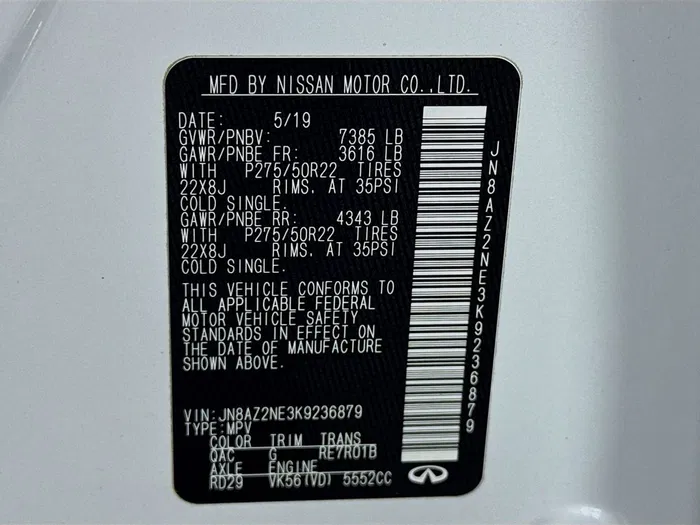 MFD BY NISSAN MOTOR CO.,LTD.
DATE: 5/19
GVWR/PNBV: 7385 LB
GAWR/PNBE FR: 3616 LB
WITH P275/50R22 TIRES
22X8J RIMS. AT 35PSI
COLD SINGLE.
GAWR/PNBE RR: 4343 LB
WITH P275/50R22 TIRES
22X8J RIMS. AT 35PSI
COLD SINGLE.
THIS VEHICLE CONFORMS TO
ALL APPLICABLE FEDERAL
MOTOR VEHICLE SAFETY
STANDARDS IN EFFECT ON
THE DATE OF MANUFACTURE
SHOWN ABOVE.
VIN:JN8AZ2NE3K9236879
TYPE:MPV
COLOR TRIM TRANS
QAC G RE7R01B
AXLE ENGINE
RD29 VK56(VD) 5552CC
JN8AZ2NE3K9236879